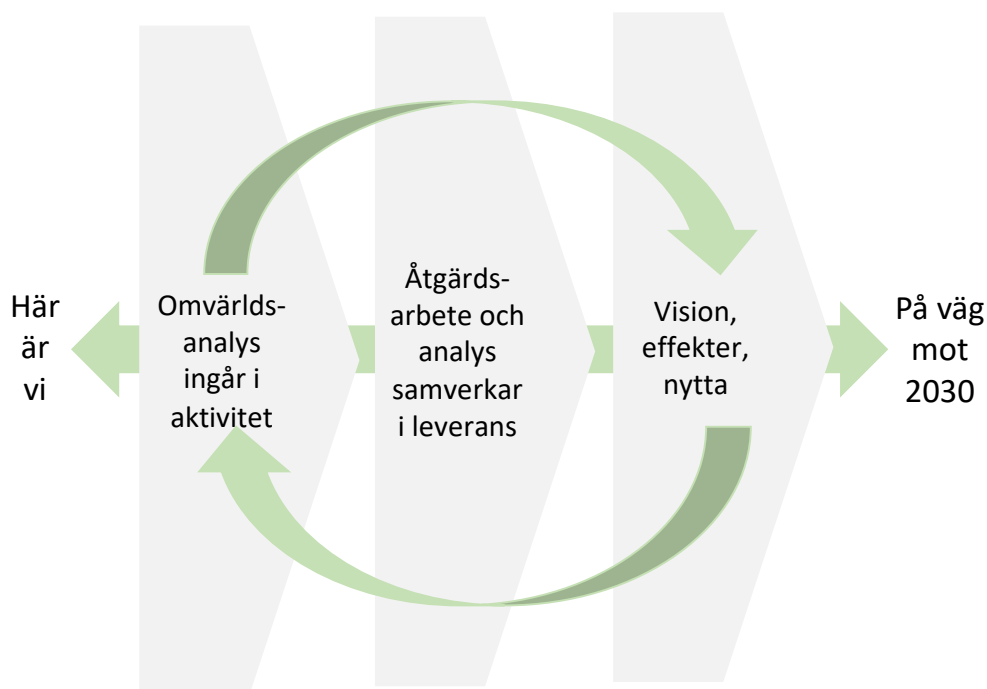 Här
är
vi
Omvärlds-
analys
ingår i
aktivitet
Åtgärds-
arbete och
analys
samverkar
i leverans
Vision,
effekter,
nytta
På väg
mot
2030